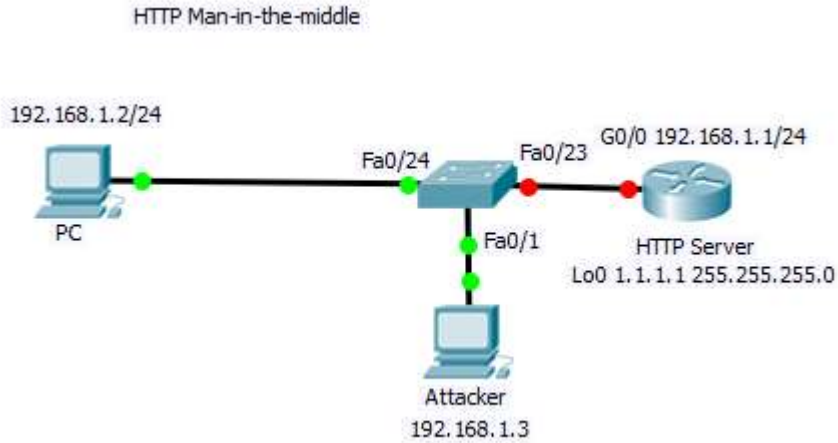 HTTP Man-in-the-middle
192.168.1.2/24
G0/0 192.168.1.1/24
Fa0/24
Fa0/23
PC
Fa0/1
HTTP Server
Lo0 1.1.1.1 255.255.255.0
Attacker
192.168.1.3